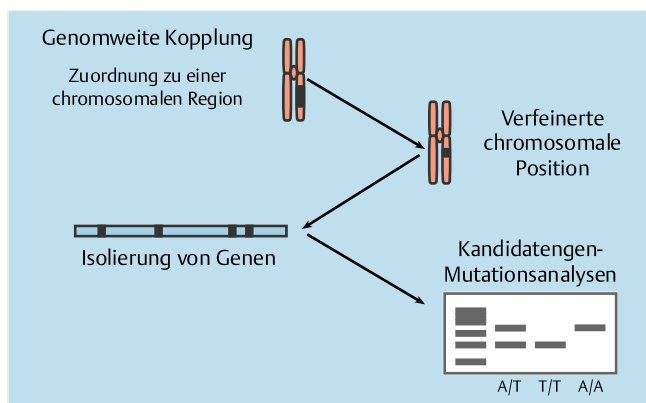 Genomweite Kopplung
Zuordnung zu einer
chromosomalen Region
Verfeinerte
chromosomale
Position
Isolierung von Genen
Kandidatengen-
Mutationsanalysen
A/T T/T A/A